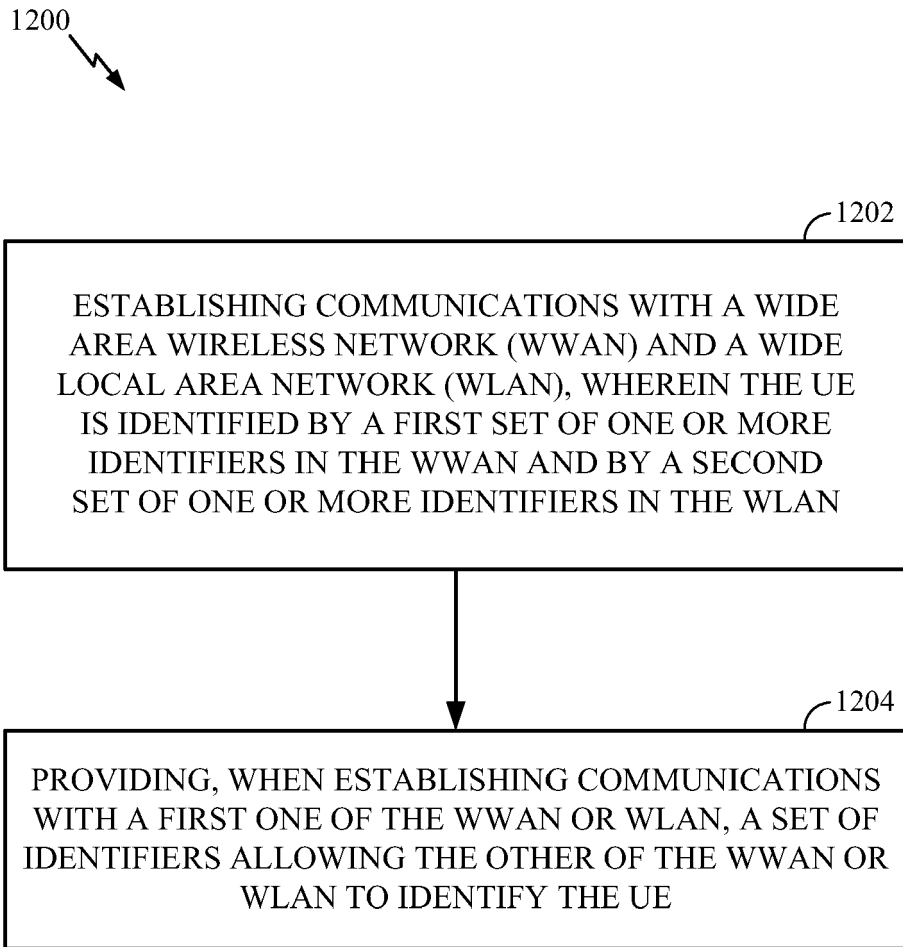 1200
1202
ESTABLISHING COMMUNICATIONS WITH A WIDE
AREA WIRELESS NETWORK (WWAN) AND A WIDE
LOCAL AREA NETWORK (WLAN), WHEREIN THE UE
IS IDENTIFIED BY A FIRST SET OF ONE OR MORE
IDENTIFIERS IN THE WWAN AND BY A SECOND
SET OF ONE OR MORE IDENTIFIERS IN THE WLAN
1204
PROVIDING, WHEN ESTABLISHING COMMUNICATIONS
WITH A FIRST ONE OF THE WWAN OR WLAN, A SET OF
IDENTIFIERS ALLOWING THE OTHER OF THE WWAN OR
WLAN TO IDENTIFY THE UE